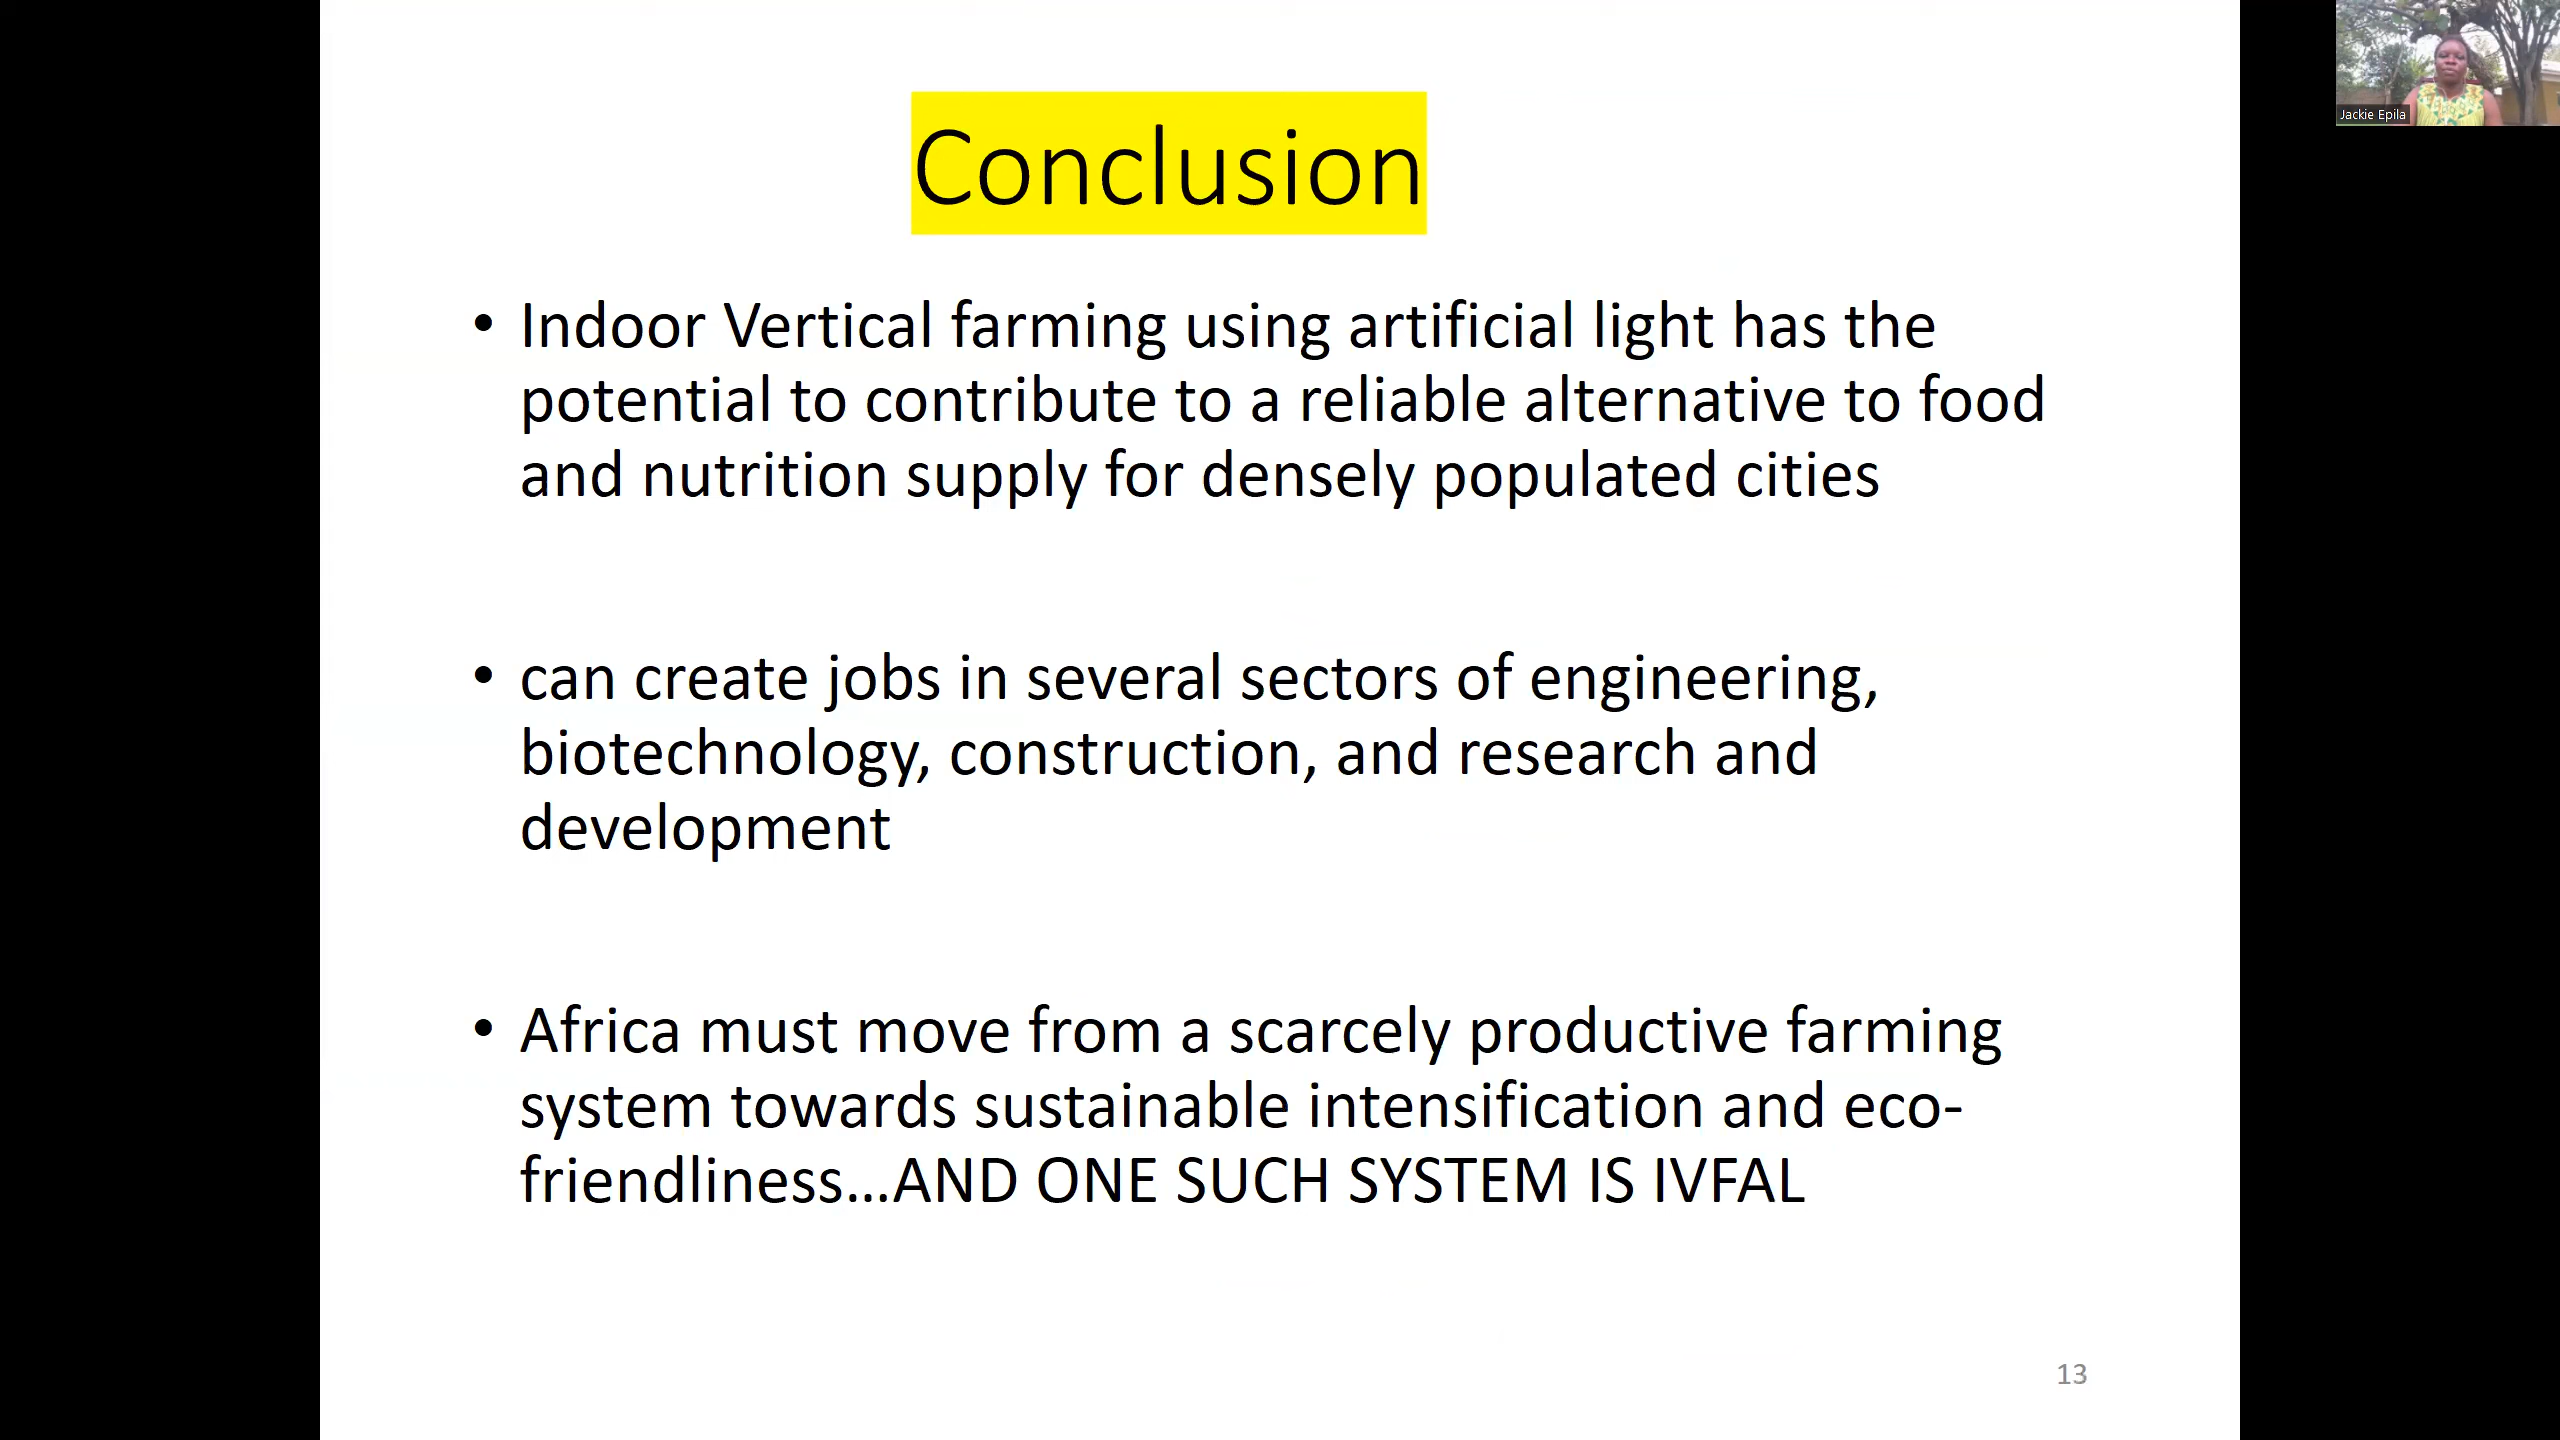 Conclusion
• Indoor Vertical farming using artificial light has the
potential to contribute to a reliable alternative to food
and nutrition supply for densely populated cities
• can create jobs in several sectors of engineering,
biotechnology, construction, and research and
development
• Africa must move from a scarcely productive farming
system towards sustainable intensification and eco-
friendliness...AND ONE SUCH SYSTEM IS IVFAL
13
Jackie Epila